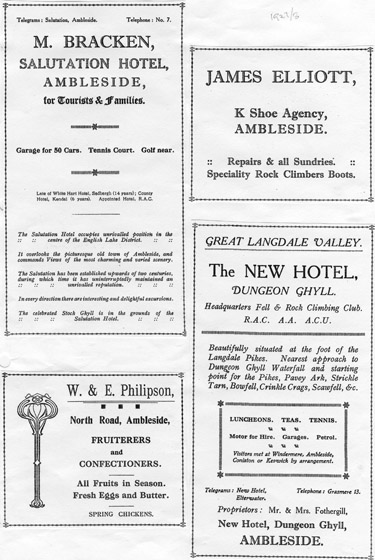 Telegrams: Salutation, Ambleside. Telephone: No. 7.
M. BRACKEN,
SALUTATION HOTEL,
AMBLESIDE,
for Tourists & Families.
Garage for 50 Cars. Tennis Court. Golf near.
Late of White Hart Hotel, Sedbergh (14 years); County
Hotel, Kendal (6 years). Appointed Hotel, R.A.C.
The Salutation Hotel occupies unrivalled position in the
:: :: centre of the English Lake District. :: ::
It overlooks the picturesque old town of Ambleside, and
commands Views of the most charming and varied scenery.
The Salutation has been established upwards of two centuries,
during which time it has uninterruptedly maintained an
:: :: unrivalled reputation. :: ::
In every direction there are interesting and delightful excursions.
The celebrated Stock Ghyll is in the grounds of the
:: :: Salutation Hotel. :: ::
W. & E. Philipson,
North Road, Ambleside,
FRUITERERS
and
CONFECTIONERS.
All Fruits in Season.
Fresh Eggs and Butter.
SPRING CHICKENS.
JAMES ELLIOTT,
K Shoe Agency,
AMBLESIDE.
:: Repairs & all Sundries. ::
Speciality Rock Climbers Boots.
GREAT LANGDALE VALLEY.
The NEW HOTEL,
DUNGEON GHYLL.
Headquarters Fell & Rock Climbing Club.
R.A.C. A.A. A.C.U.
Beautifully situated at the foot of the
Langdale Pikes. Nearest approach to
Dungeon Ghyll Waterfall and starting
point for the Pikes, Pavey Ark, Strickle
Tarn, Bowfell, Crinkle Crags, Scawfell, &c.
LUNCHEONS. TEAS. TENNIS.
Motor for Hire. Garages. Petrol.
Visitors met at Windermere, Ambleside,
Coniston or Keswick by arrangement.
Telegrams: New Hotel, Telephone: Grasmere 13.
Elterwater.
Proprietors: Mr. & Mrs. Fothergill,
New Hotel, Dungeon Ghyll,
AMBLESIDE.